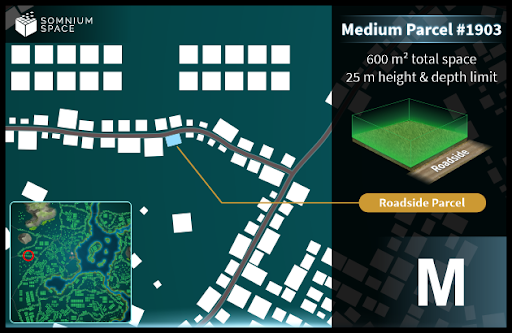 SOMNIUM
SPACE
Medium Parcel #1903
600 m² total space
25 m height & depth limit
Roadside
Roadside Parcel
M